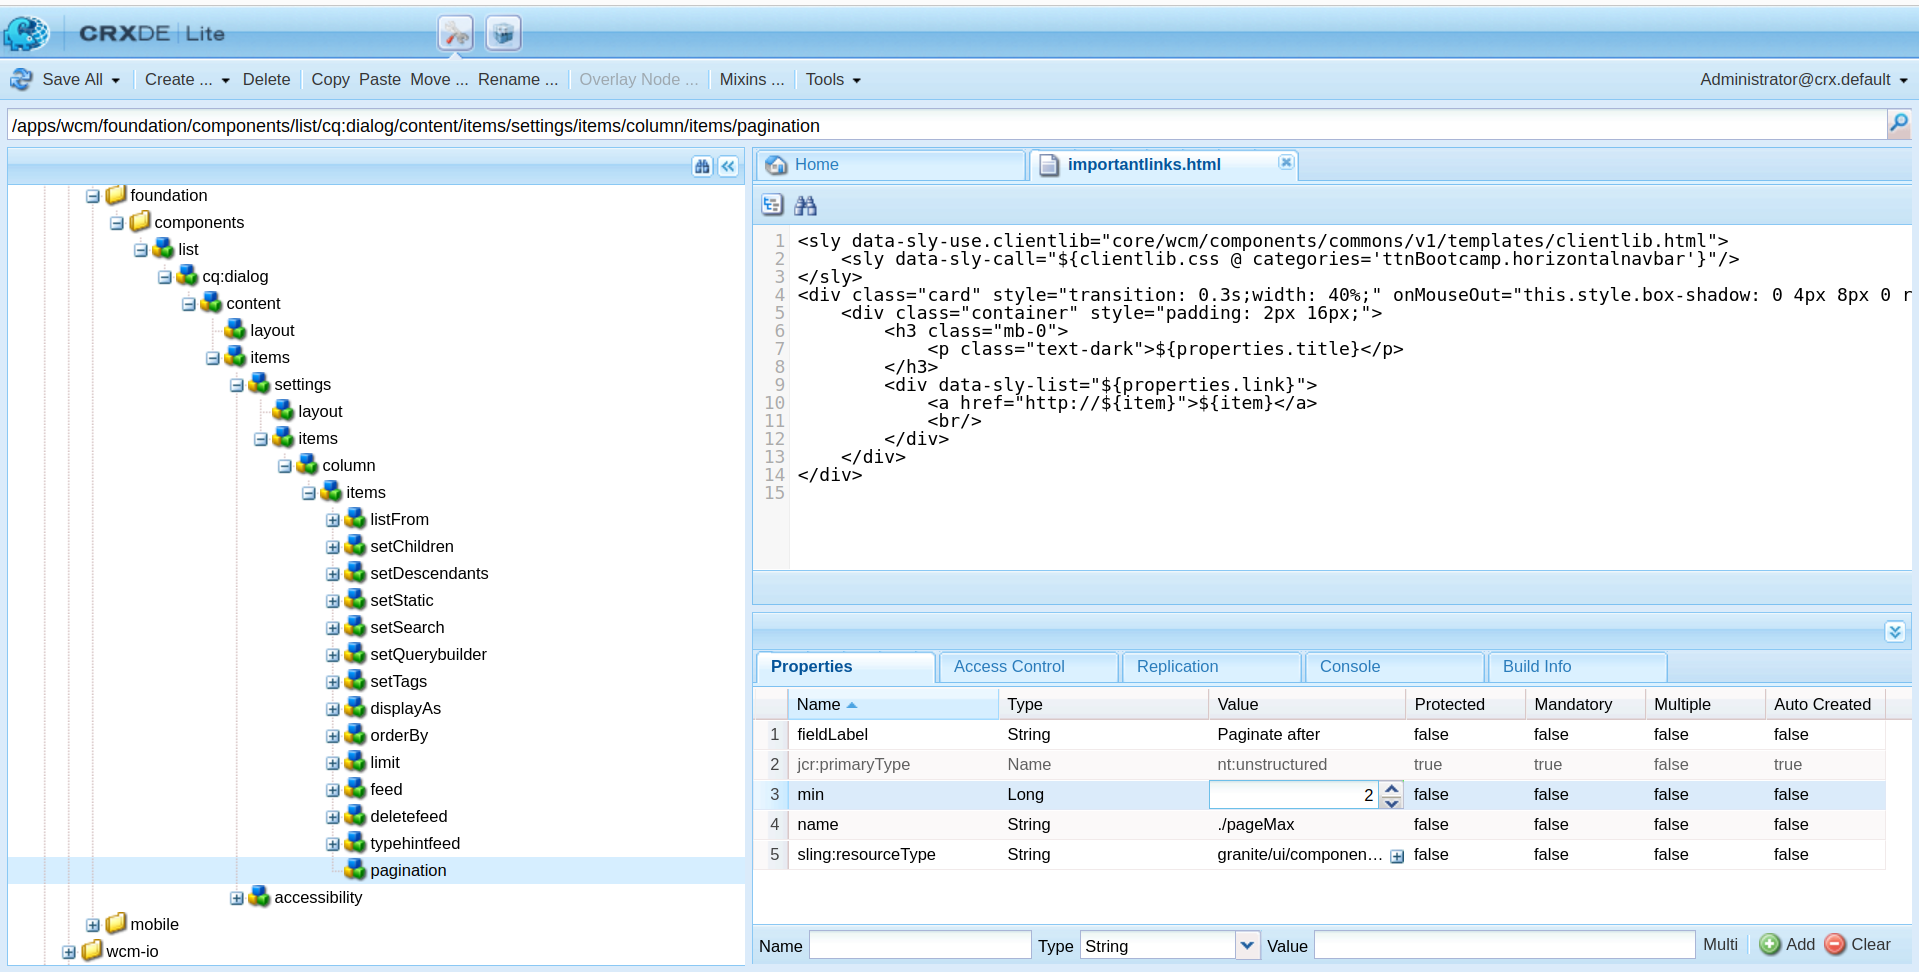 CRXDE | Lite
Save All Create ... Delete Copy Paste Move ... Rename ... Overlay Node ... Mixins ... Tools Administrator@crx.default
/apps/wcm/foundation/components/list/cq:dialog/content/items/settings/items/column/items/pagination
foundation
components
list
cq:dialog
content
layout
items
settings
layout
items
column
items
listFrom
setChildren
setDescendants
setStatic
setSearch
setQuerybuilder
setTags
displayAs
orderBy
limit
feed
deletefeed
typehintfeed
pagination
accessibility
mobile
wcm-io
Home importantlinks.html
1 <sly data-sly-use.clientlib="core/wcm/components/commons/v1/templates/clientlib.html">
2     <sly data-sly-call="${clientlib.css @ categories='ttnBootcamp.horizontalnavbar'}"/>
3 </sly>
4 <div class="card" style="transition: 0.3s;width: 40%;" onMouseOut="this.style.box-shadow: 0 4px 8px 0 r
5     <div class="container" style="padding: 2px 16px;">
6         <h3 class="mb-0">
7             <p class="text-dark">${properties.title}</p>
8         </h3>
9         <div data-sly-list="${properties.link}">
10             <a href="http://${item}">${item}</a>
11             <br/>
12         </div>
13     </div>
14 </div>
15
Properties Access Control Replication Console Build Info
Name Type Value Protected Mandatory Multiple Auto Created
1 fieldLabel String Paginate after false false false false
2 jcr:primaryType Name nt:unstructured true true false true
3 min Long 2 false false false false
4 name String ./pageMax false false false false
5 sling:resourceType String granite/ui/componen... false false false false
Name Type String Value Multi Add Clear